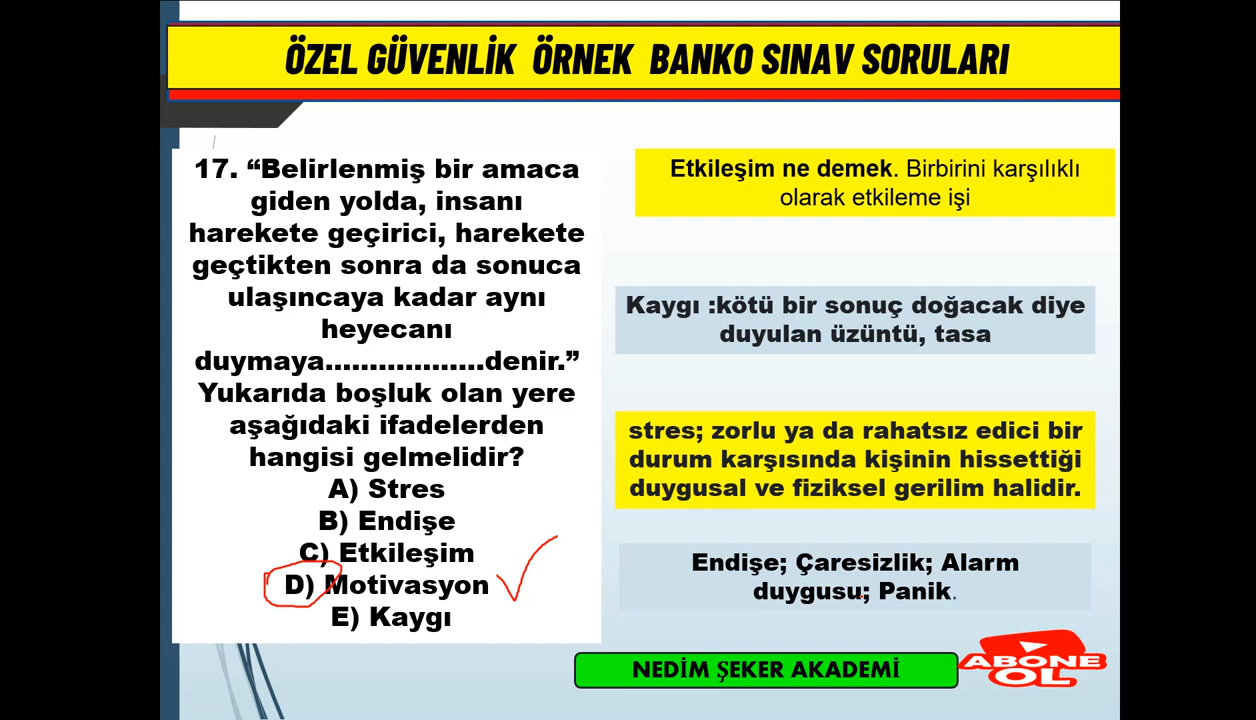 ÖZEL GÜVENLİK ÖRNEK BANKO SINAV SORULARI
17. “Belirlenmiş bir amaca
giden yolda, insanı
harekete geçirici, harekete
geçtikten sonra da sonuca
ulaşıncaya kadar aynı
heyecanı
duymaya..................denir.”
Yukarıda boşluk olan yere
aşağıdaki ifadelerden
hangisi gelmelidir?
A) Stres
B) Endişe
C) Etkileşim
D) Motivasyon
E) Kaygı
Etkileşim ne demek. Birbirini karşılıklı
olarak etkileme işi
Kaygı :kötü bir sonuç doğacak diye
duyulan üzüntü, tasa
stres; zorlu ya da rahatsız edici bir
durum karşısında kişinin hissettiği
duygusal ve fiziksel gerilim halidir.
Endişe; Çaresizlik; Alarm
duygusu; Panik.
NEDİM ŞEKER AKADEMİ
ABONE
OL